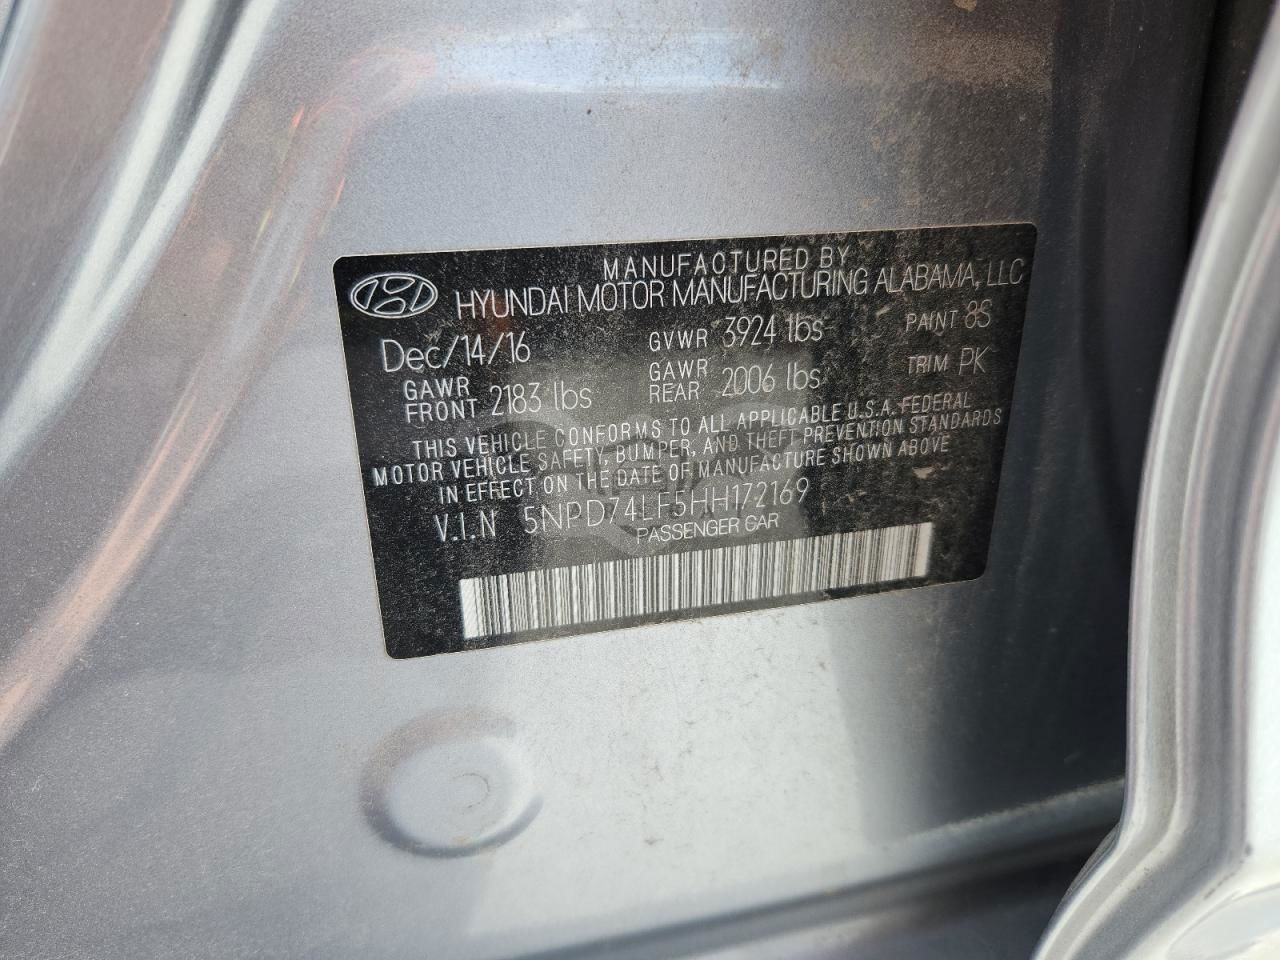 MANUFACTURED BY
HYUNDAI MOTOR MANUFACTURING ALABAMA, LLC
Dec/14/16 GVWR 3924 lbs PAINT 8S
GAWR FRONT 2183 lbs GAWR REAR 2006 lbs TRIM PK
THIS VEHICLE CONFORMS TO ALL APPLICABLE U.S.A. FEDERAL
MOTOR VEHICLE SAFETY, BUMPER, AND THEFT PREVENTION STANDARDS
IN EFFECT ON THE DATE OF MANUFACTURE SHOWN ABOVE
V.I.N 5NPD74LF5HH172169
PASSENGER CAR